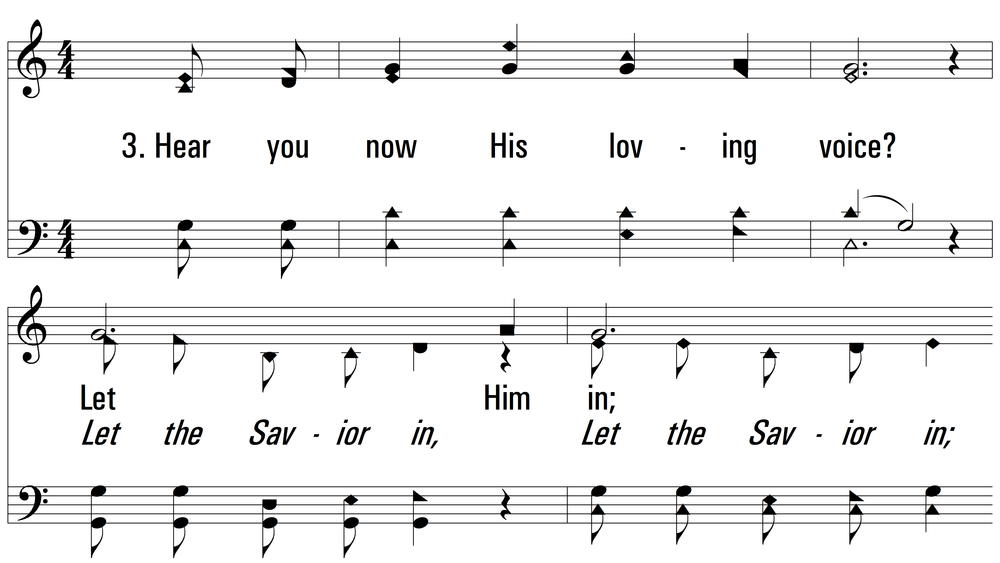 3. Hear you now His lov - ing voice?
Let Him in;
Let the Sav - ior in, Let the Sav - ior in;